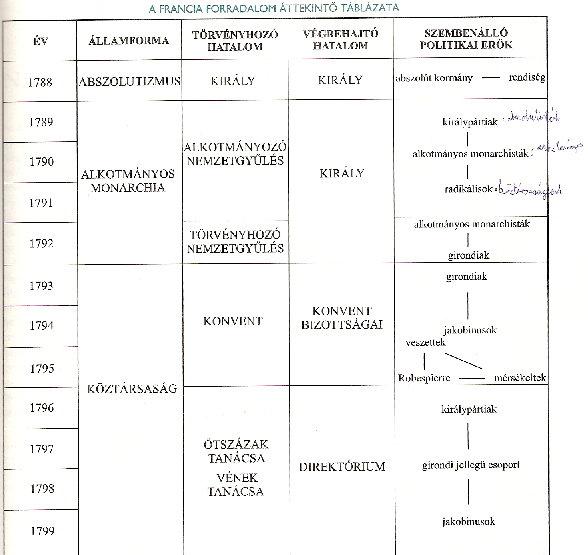 A FRANCIA FORRADALOM ÁTTEKINTŐ TÁBLÁZATA
ÉV
ÁLLAMFORMA
TÖRVÉNYHOZÓ
HATALOM
VÉGREHAJTÓ
HATALOM
SZEMBENÁLLÓ
POLITIKAI ERŐK
1788
ABSZOLUTIZMUS
KIRÁLY
KIRÁLY
abszolút kormány — rendiség
1789
1790
1791
1792
ALKOTMÁNYOS
MONARCHIA
ALKOTMÁNYOZÓ
NEMZETGYŰLÉS
TÖRVÉNYHOZÓ
NEMZETGYŰLÉS
KIRÁLY
királypártiak
alkotmányos monarchisták
radikálisok
alkotmányos monarchisták
girondiak
1793
1794
1795
1796
1797
1798
1799
KÖZTÁRSASÁG
KONVENT
KONVENT
BIZOTTSÁGAI
girondiak
jakobinusok
veszettek
Robespierre — mérsékeltek
ÖTSZÁZAK
TANÁCSA
VÉNEK
TANÁCSA
DIREKTÓRIUM
királypártiak
girondi jellegű csoport
jakobinusok